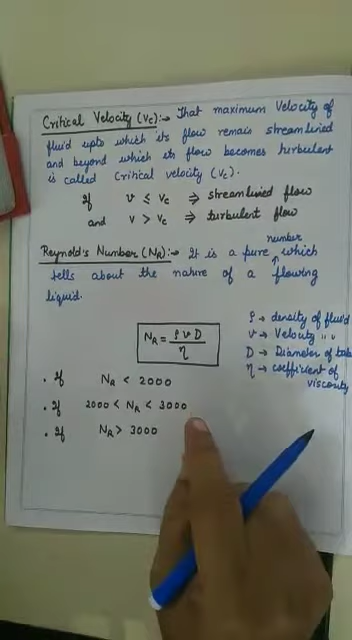 Critical Velocity (Vc):→ That maximum velocity of
fluid upto which its flow remain streamlined
and beyond which its flow becomes turbulent
is called Critical velocity (Vc).
If v ≤ vc ⇒ streamlined flow
and v > vc ⇒ turbulent flow
Reynold's Number (NR):→ It is a pure number which
tells about the nature of a flowing
liquid.
NR = ρ v D / η
ρ → density of fluid
v → Velocity " "
D → Diameter of tube
η → coefficient of
viscosity
• If NR < 2000
• If 2000 < NR < 3000
• If NR > 3000